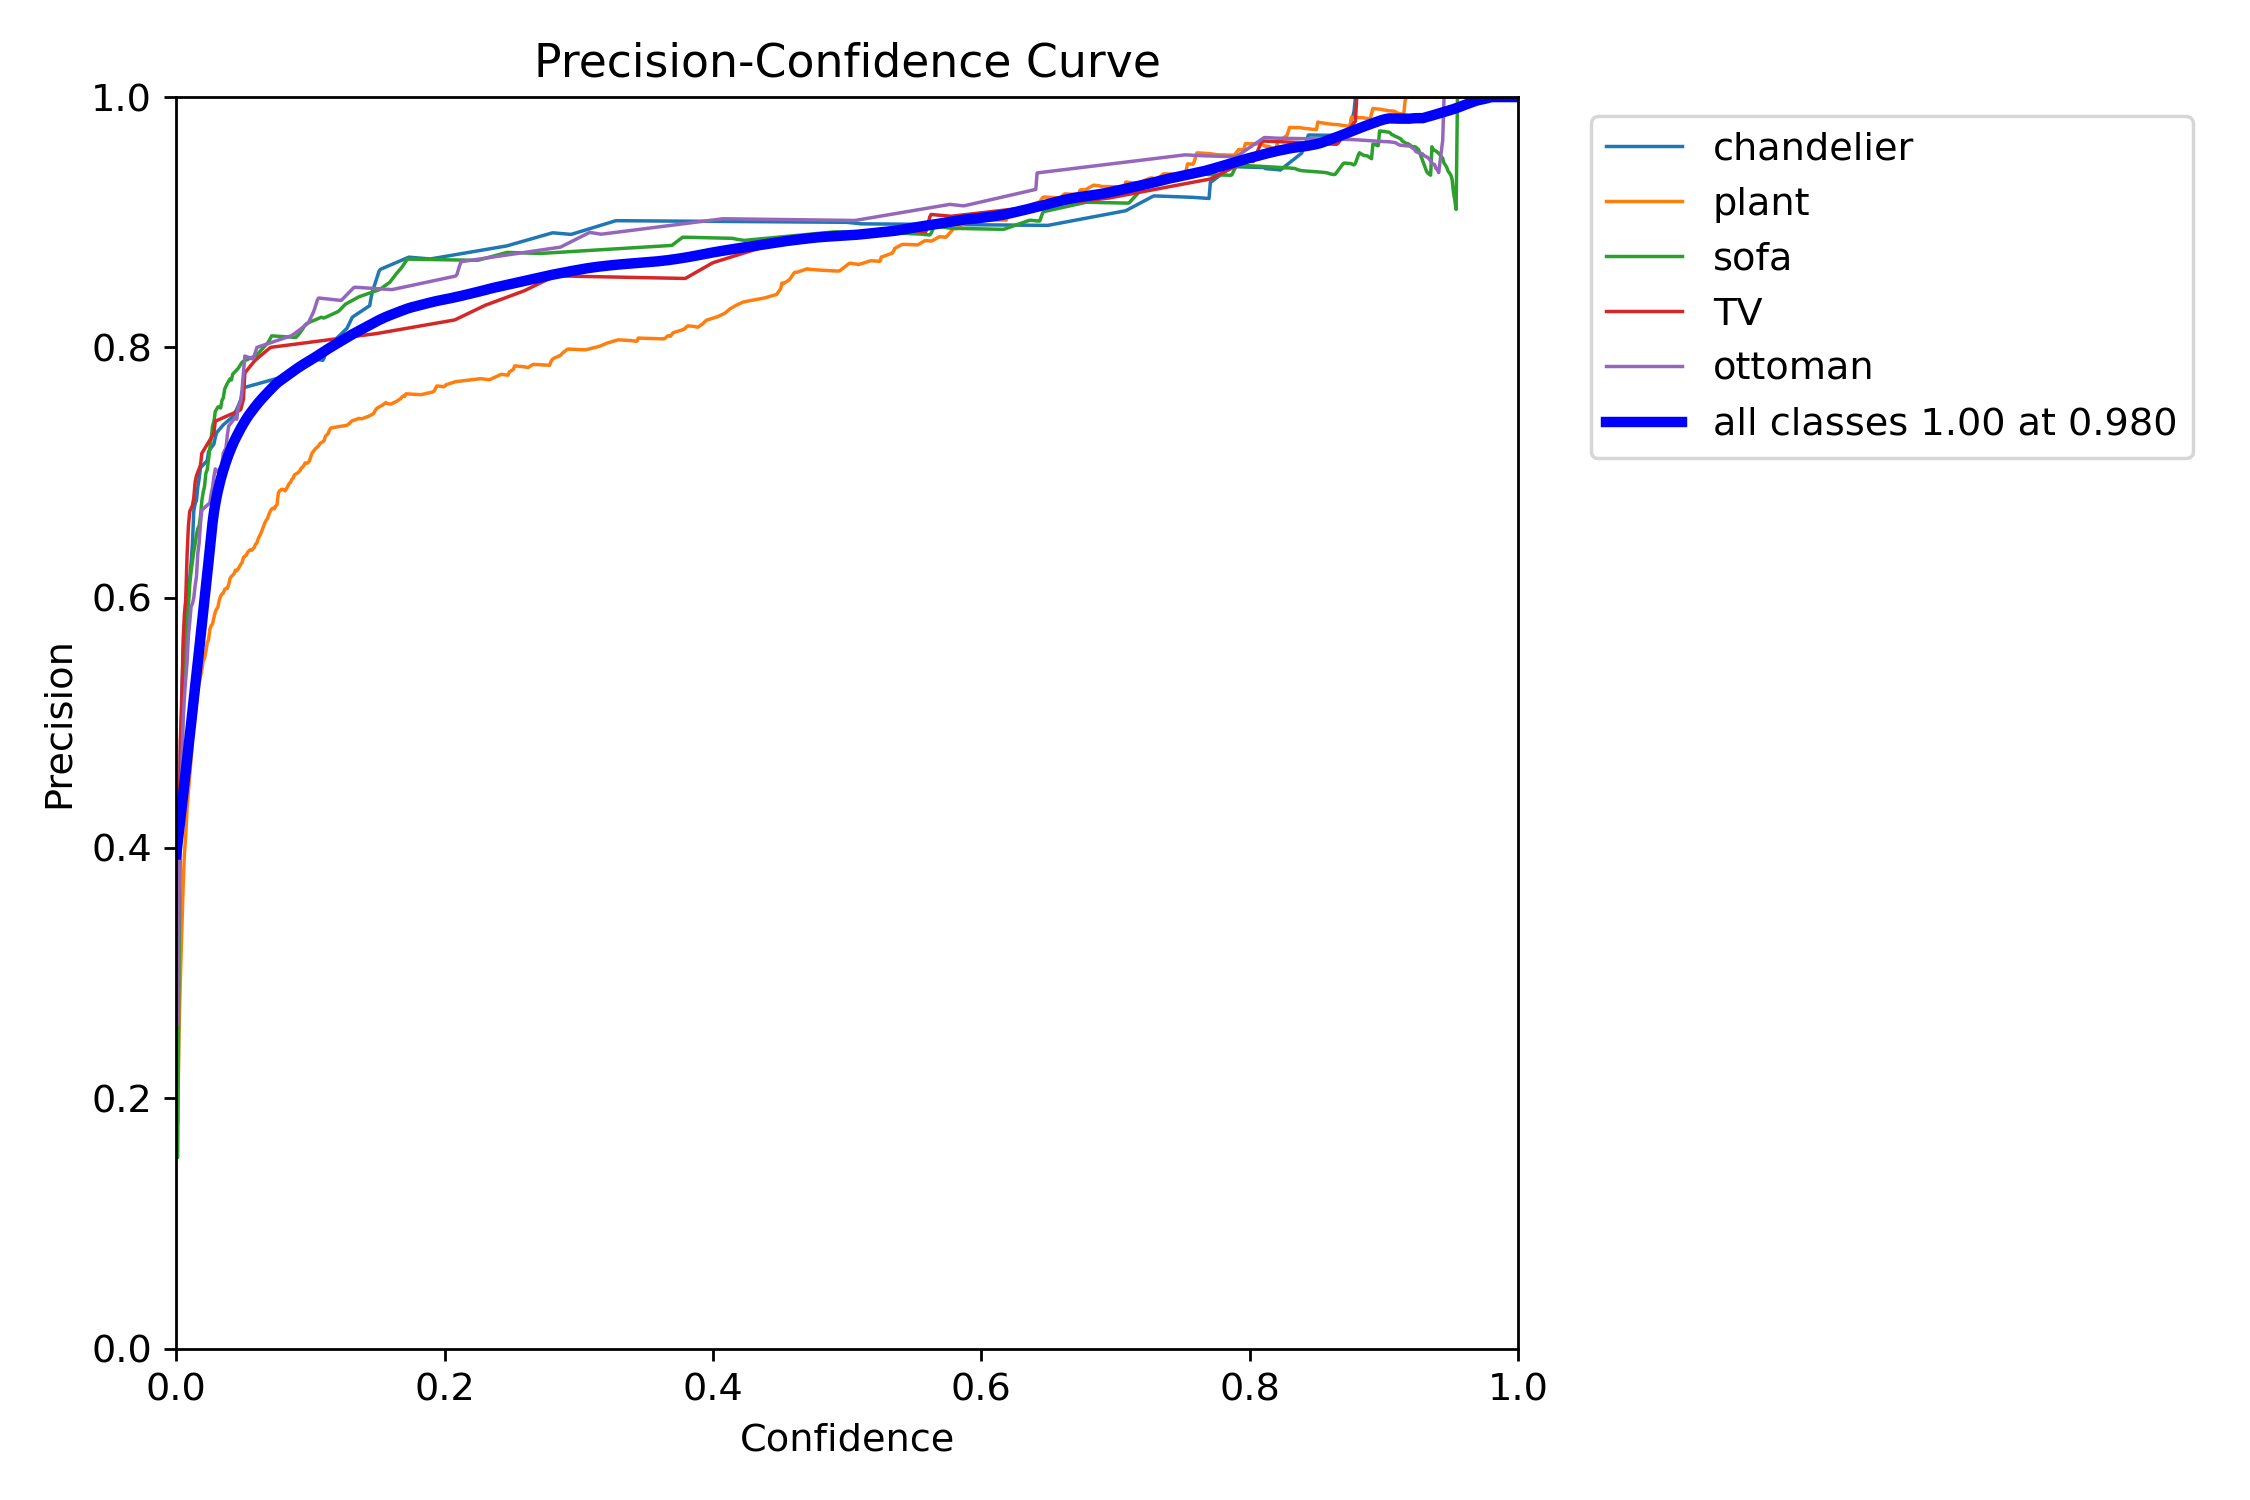 Precision-Confidence Curve
1.0
0.8
0.6
0.4
0.2
0.0
Precision
0.0 0.2 0.4 0.6 0.8 1.0
Confidence
chandelier
plant
sofa
TV
ottoman
all classes 1.00 at 0.980